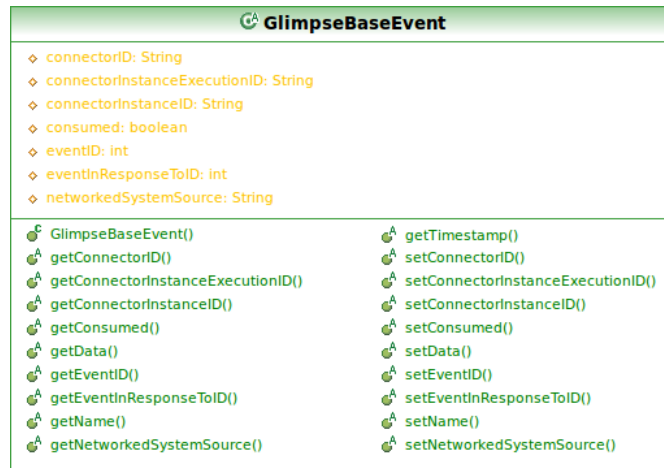 GlimpseBaseEvent
connectorID: String
connectorInstanceExecutionID: String
connectorInstanceID: String
consumed: boolean
eventID: int
eventInResponseToID: int
networkedSystemSource: String
GlimpseBaseEvent()
getConnectorID()
getConnectorInstanceExecutionID()
getConnectorInstanceID()
getConsumed()
getData()
getEventID()
getEventInResponseToID()
getName()
getNetworkedSystemSource()
getTimestamp()
setConnectorID()
setConnectorInstanceExecutionID()
setConnectorInstanceID()
setConsumed()
setData()
setEventID()
setEventInResponseToID()
setName()
setNetworkedSystemSource()